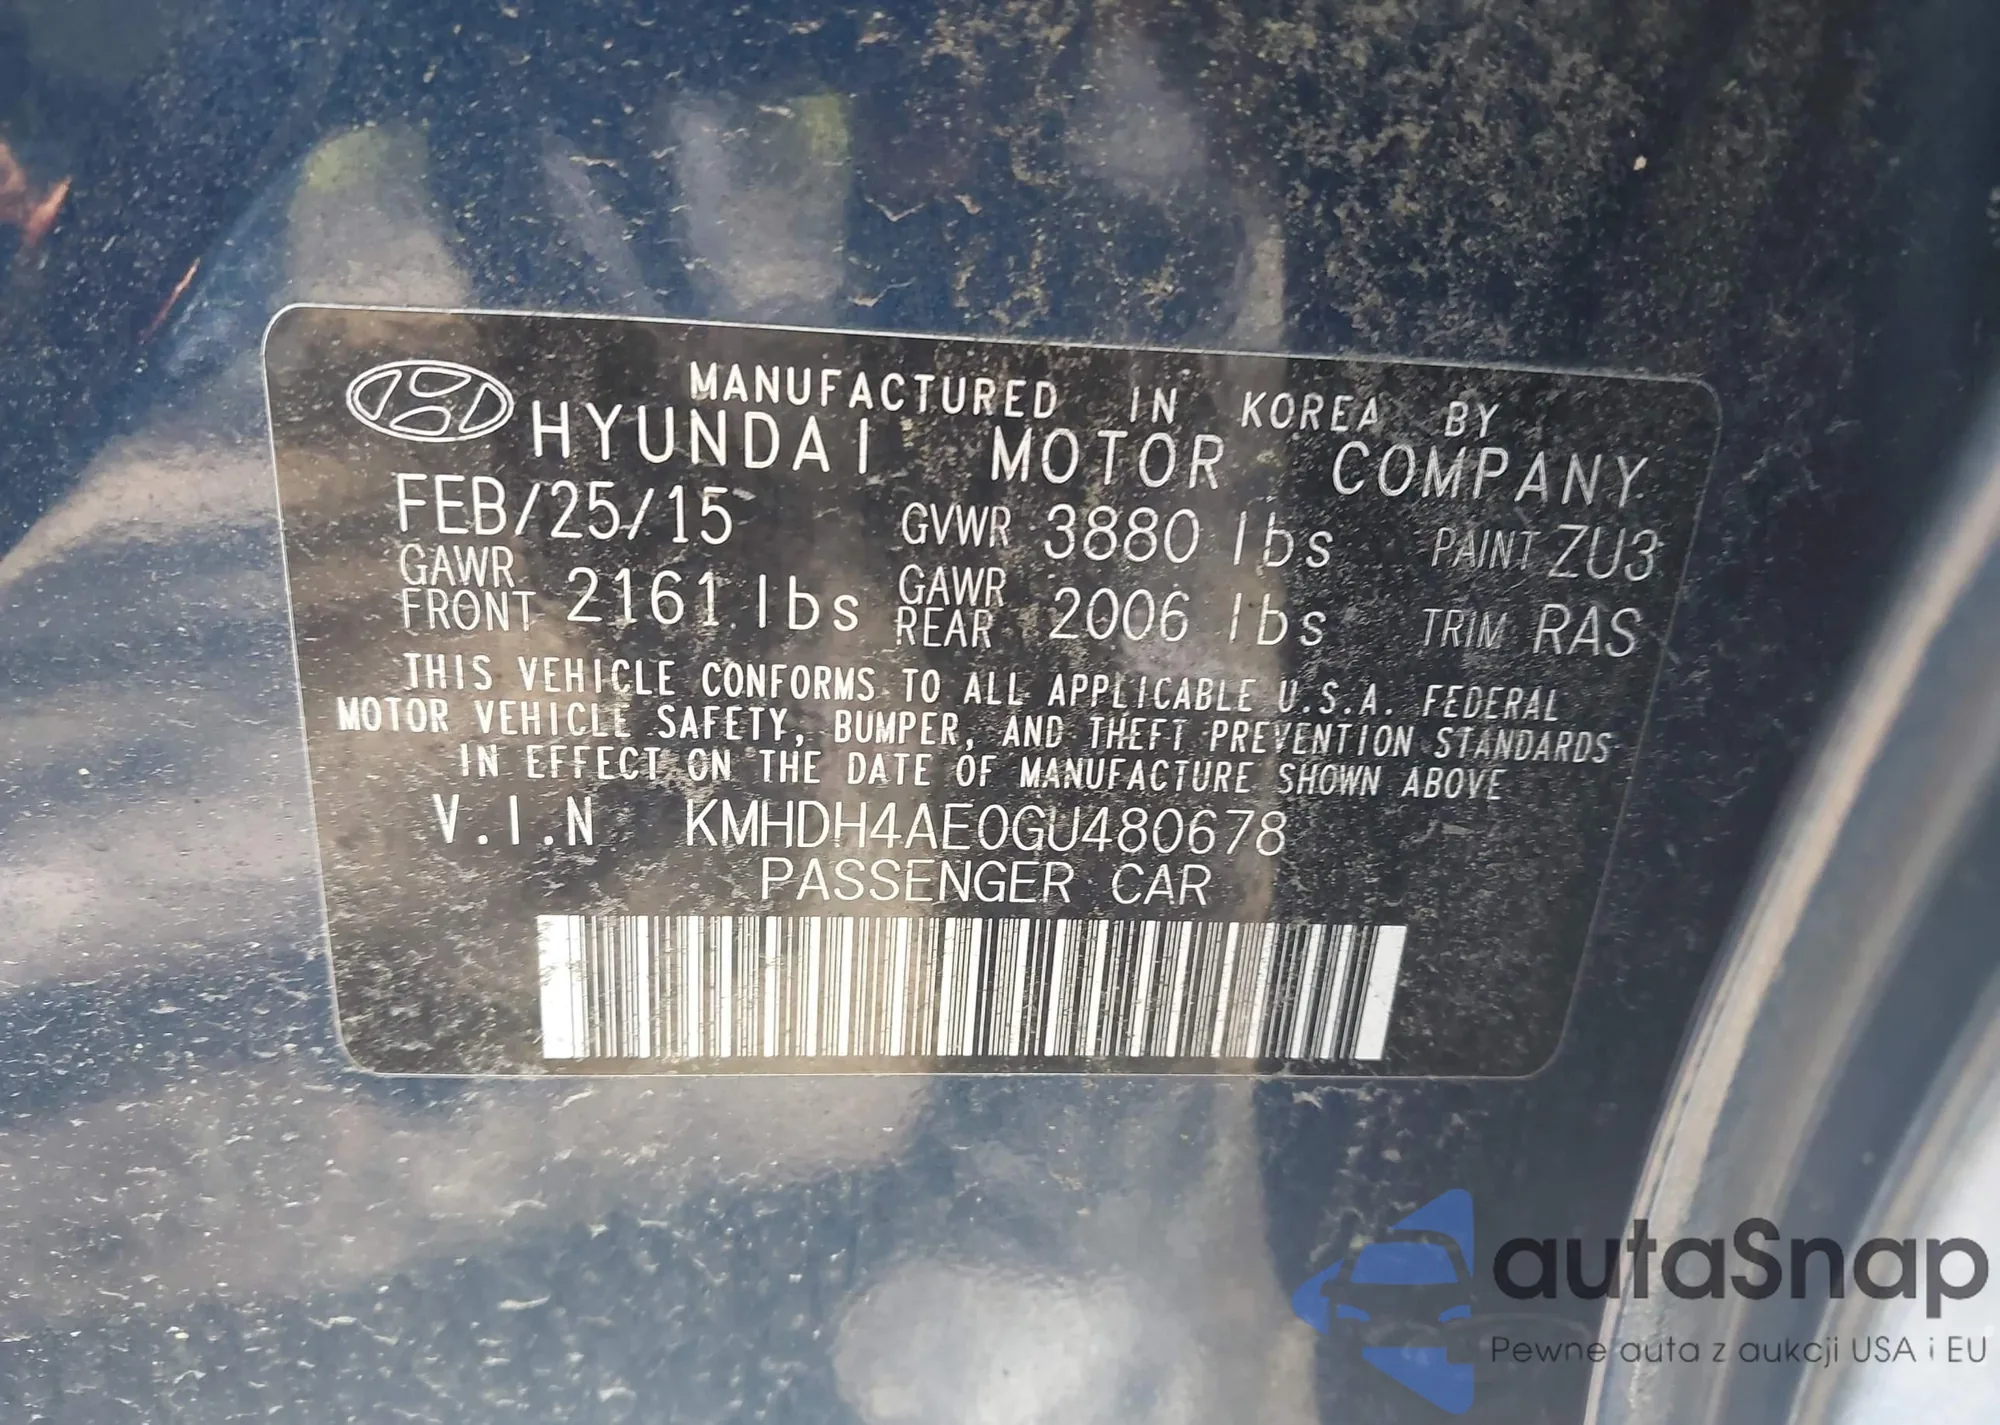 MANUFACTURED IN KOREA BY
HYUNDAI MOTOR COMPANY
FEB/25/15 GVWR 3880 lbs PAINT ZU3
GAWR FRONT 2161 lbs GAWR REAR 2006 lbs TRIM RAS
THIS VEHICLE CONFORMS TO ALL APPLICABLE U.S.A. FEDERAL
MOTOR VEHICLE SAFETY, BUMPER, AND THEFT PREVENTION STANDARDS
IN EFFECT ON THE DATE OF MANUFACTURE SHOWN ABOVE
V.I.N KMHDH4AE0GU480678
PASSENGER CAR
autaSnap
Pewne auta z aukcji USA i EU